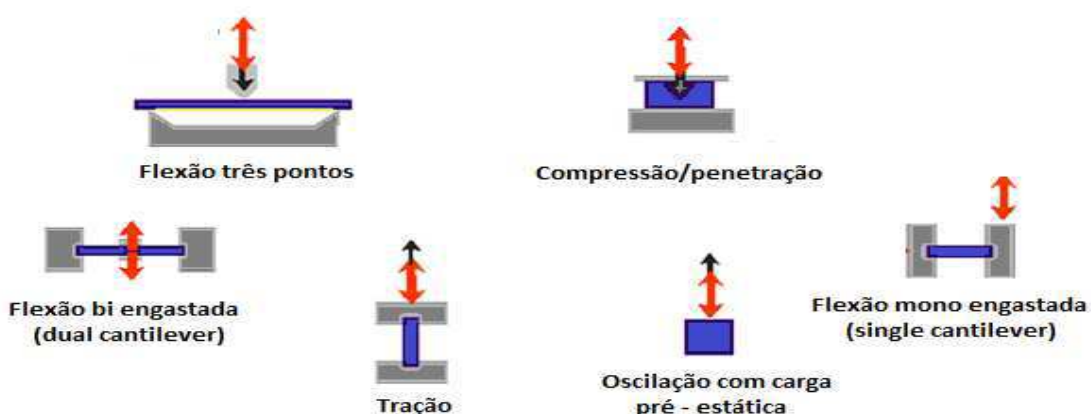 Flexão três pontos
Compressão/penetração
Flexão bi engastada
(dual cantilever)
Tração
Oscilação com carga
pré - estática
Flexão mono engastada
(single cantilever)